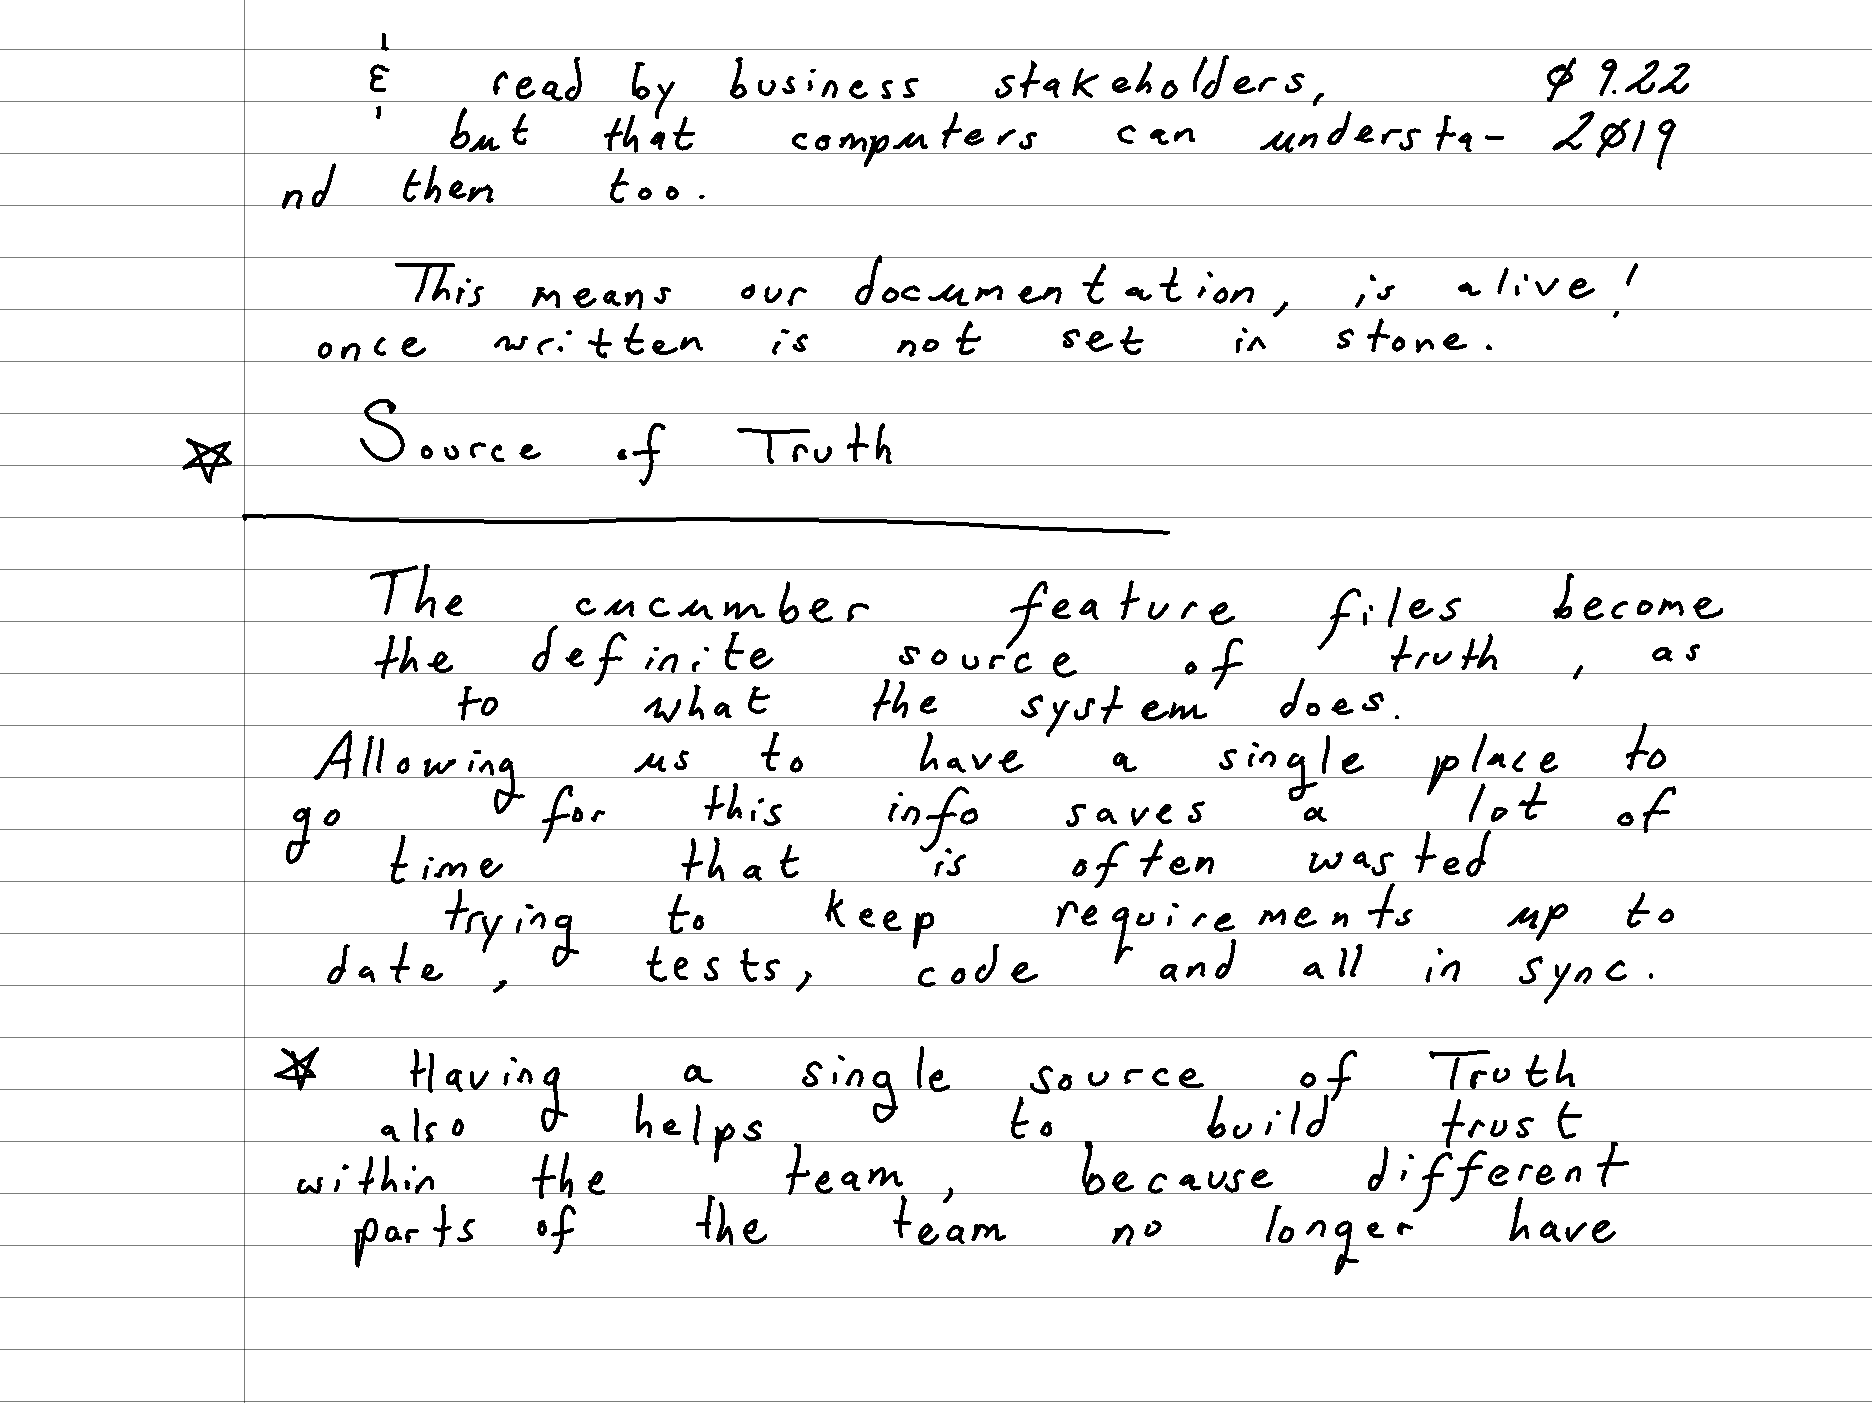 & read by business stakeholders, Ø9.22
but that computers can understa- 2Ø19
nd them too.
This means our documentation, is alive!
once written is not set in stone.
☆ Source of Truth
The cucumber feature files become
the definite source of truth, as
to what the system does.
Allowing us to have a single place to
go for this info saves a lot of
time that is often wasted
trying to keep requirements up to
date, tests, code and all in sync.
☆ Having a single source of Truth
also helps to build trust
within the team, because different
parts of the team no longer have